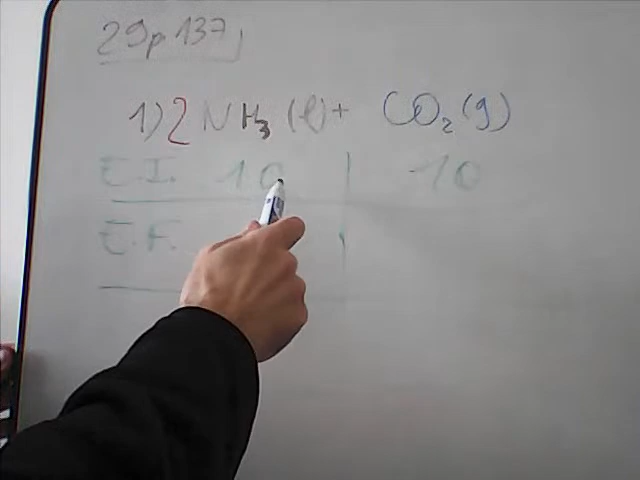 29p137
1) 2 NH₃ (l) + CO₂ (g)
E.I. 10 | 10
E.F.